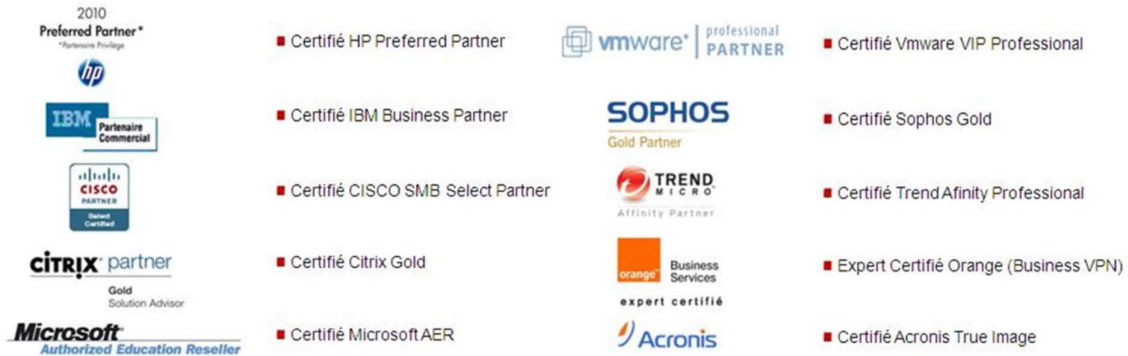 2010
Preferred Partner*
*Partenaire Privilège
hp
Certifié HP Preferred Partner
IBM
Partenaire
Commercial
Certifié IBM Business Partner
CISCO
PARTNER
Select
Certified
Certifié CISCO SMB Select Partner
CITRIX® partner
Gold
Solution Advisor
Certifié Citrix Gold
Microsoft®
Authorized Education Reseller
Certifié Microsoft AER
vmware® professional
PARTNER
Certifié Vmware VIP Professional
SOPHOS
Gold Partner
Certifié Sophos Gold
TREND
MICRO
Affinity Partner
Certifié Trend Afinity Professional
orange™
Business
Services
expert certifié
Expert Certifié Orange (Business VPN)
Acronis
Certifié Acronis True Image